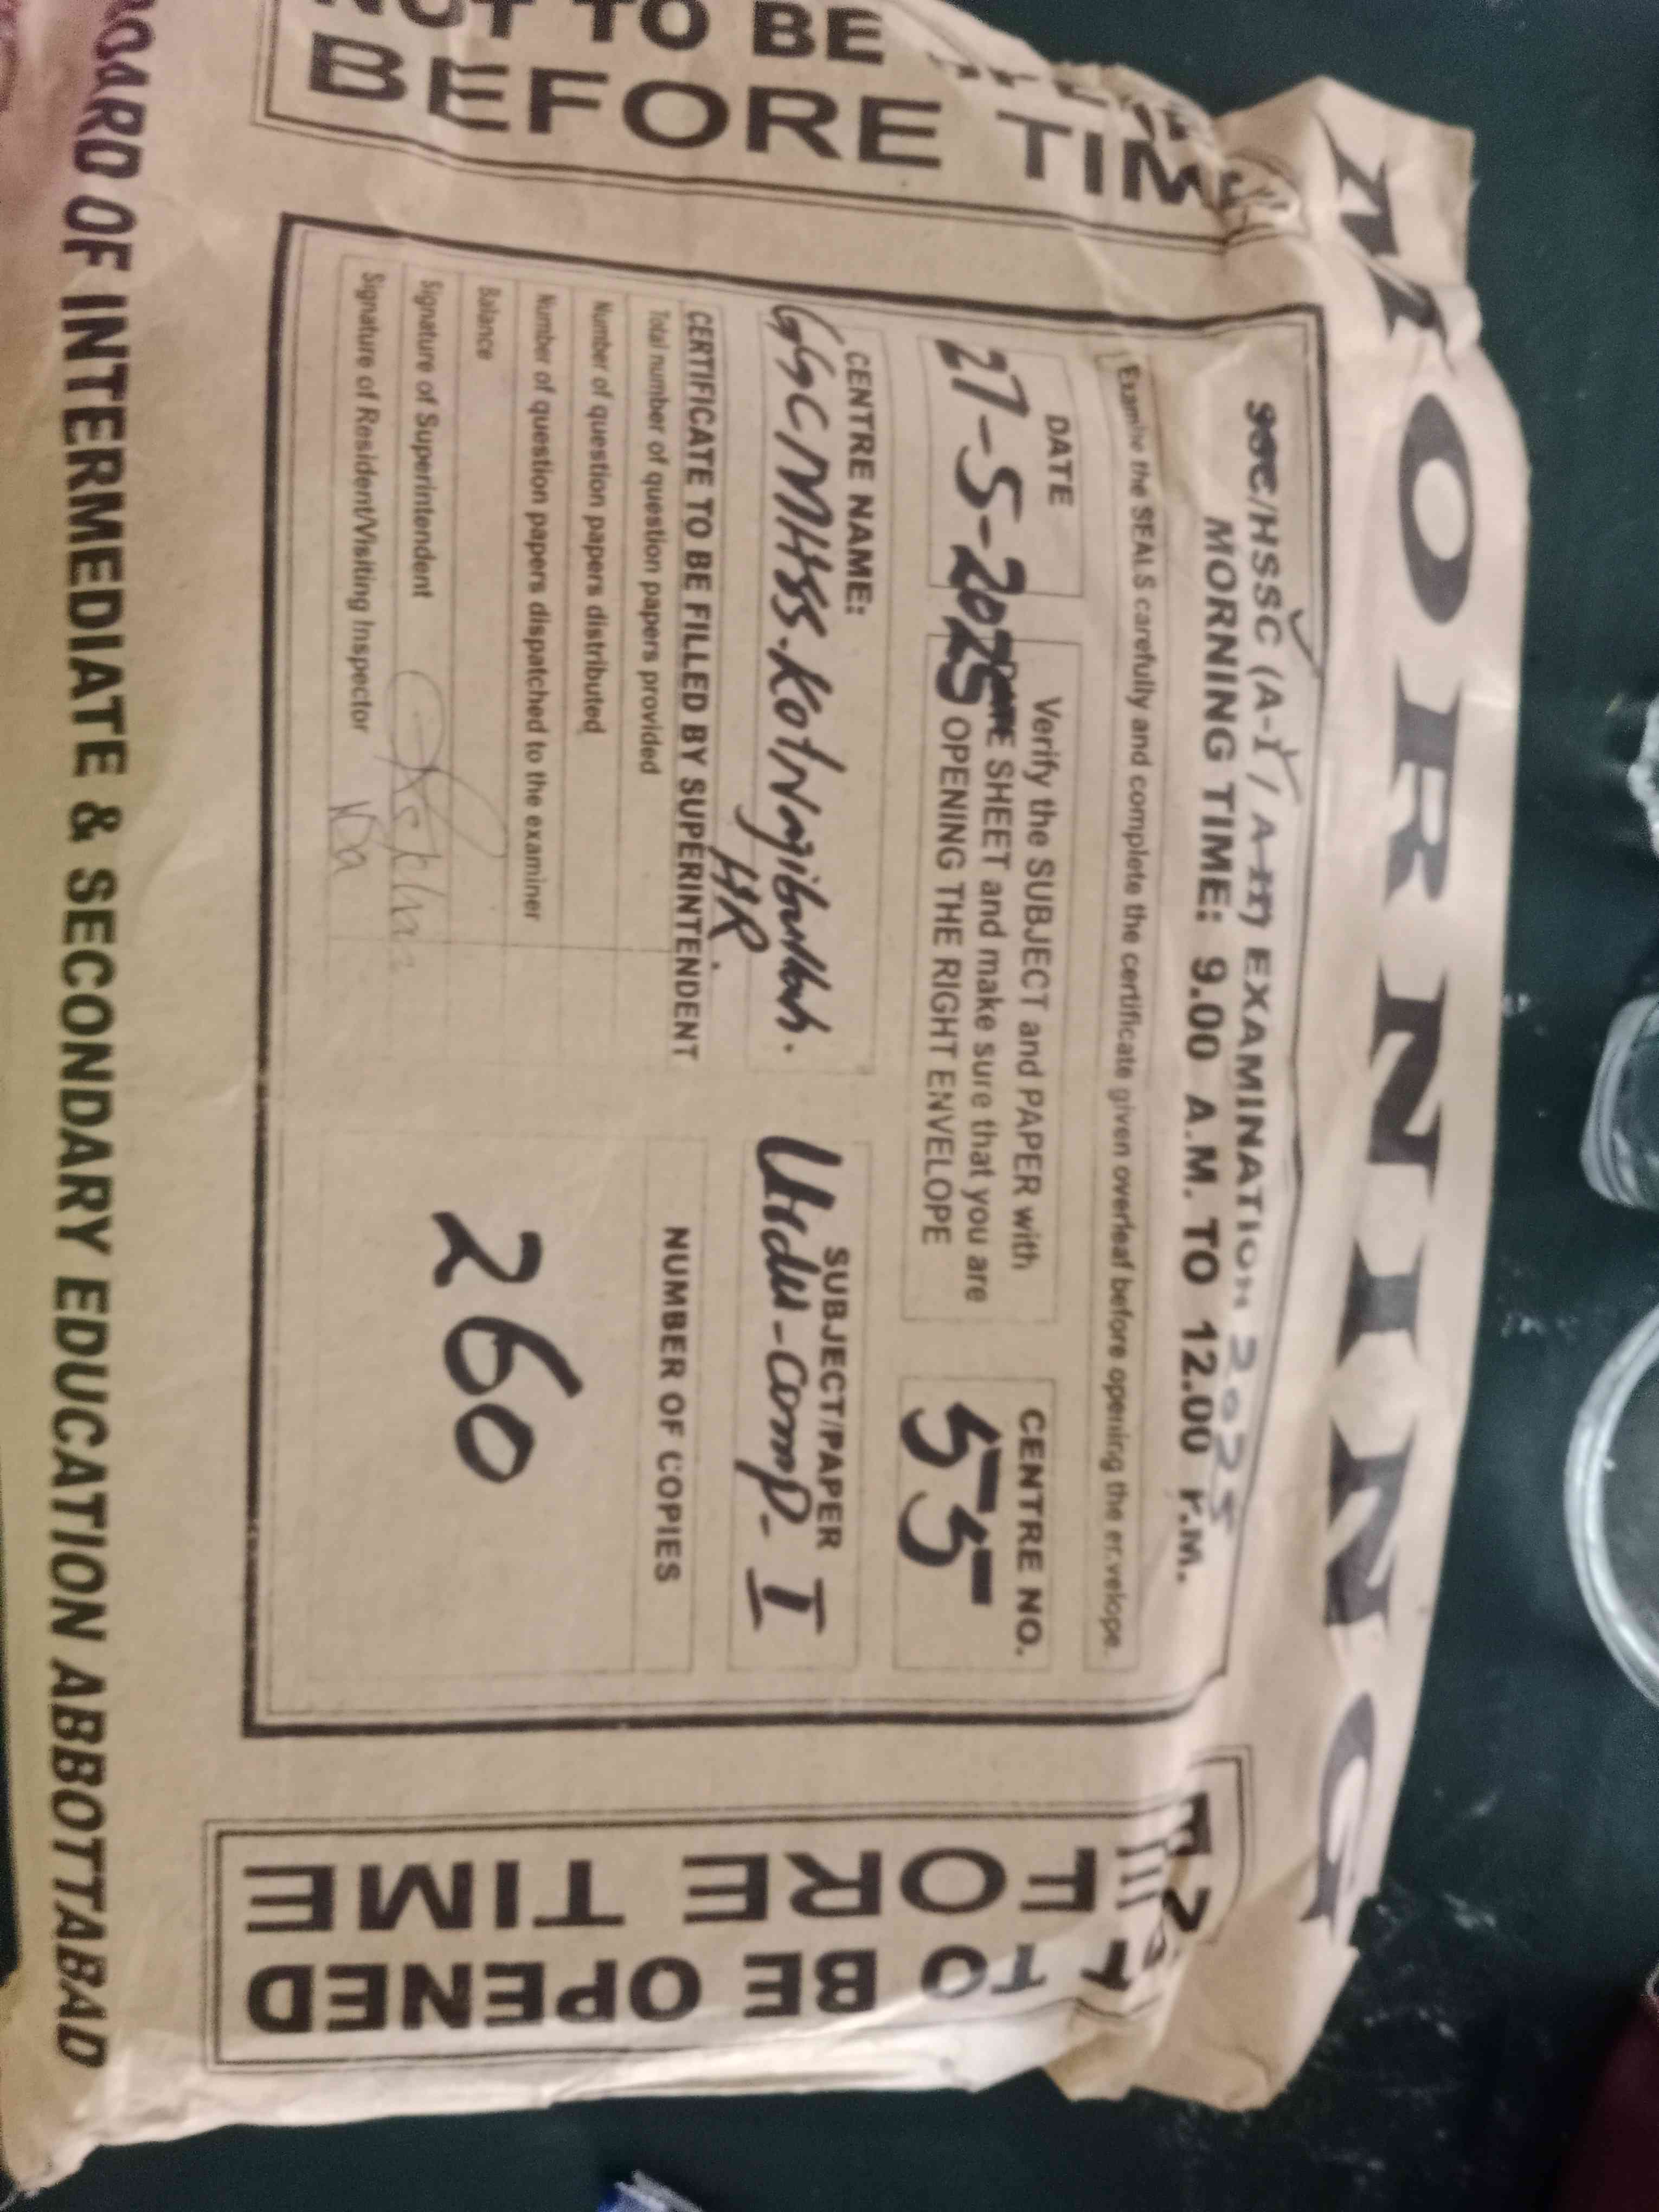 MORNING
SSC/HSSC (A-I / A-II) EXAMINATION 2025
MORNING TIME: 9.00 A.M. TO 12.00 P.M.
Examine the SEALS carefully and complete the certificate given overleaf before opening the envelope.
DATE
27-5-2025
Verify the SUBJECT and PAPER with
SHEET and make sure that you are
OPENING THE RIGHT ENVELOPE
CENTRE NO.
55
CENTRE NAME:
GGCMHSS. Kotnajibullah.
HR.
SUBJECT/PAPER
Urdu-Comp-I
CERTIFICATE TO BE FILLED BY SUPERINTENDENT
Total number of question papers provided
Number of question papers distributed
Number of question papers dispatched to the examiner
Balance
Signature of Superintendent
Signature of Resident/Visiting Inspector
NUMBER OF COPIES
260
NOT TO BE
BEFORE TIME
T TO BE OPENED
BEFORE TIME
BOARD OF INTERMEDIATE & SECONDARY EDUCATION ABBOTTABAD